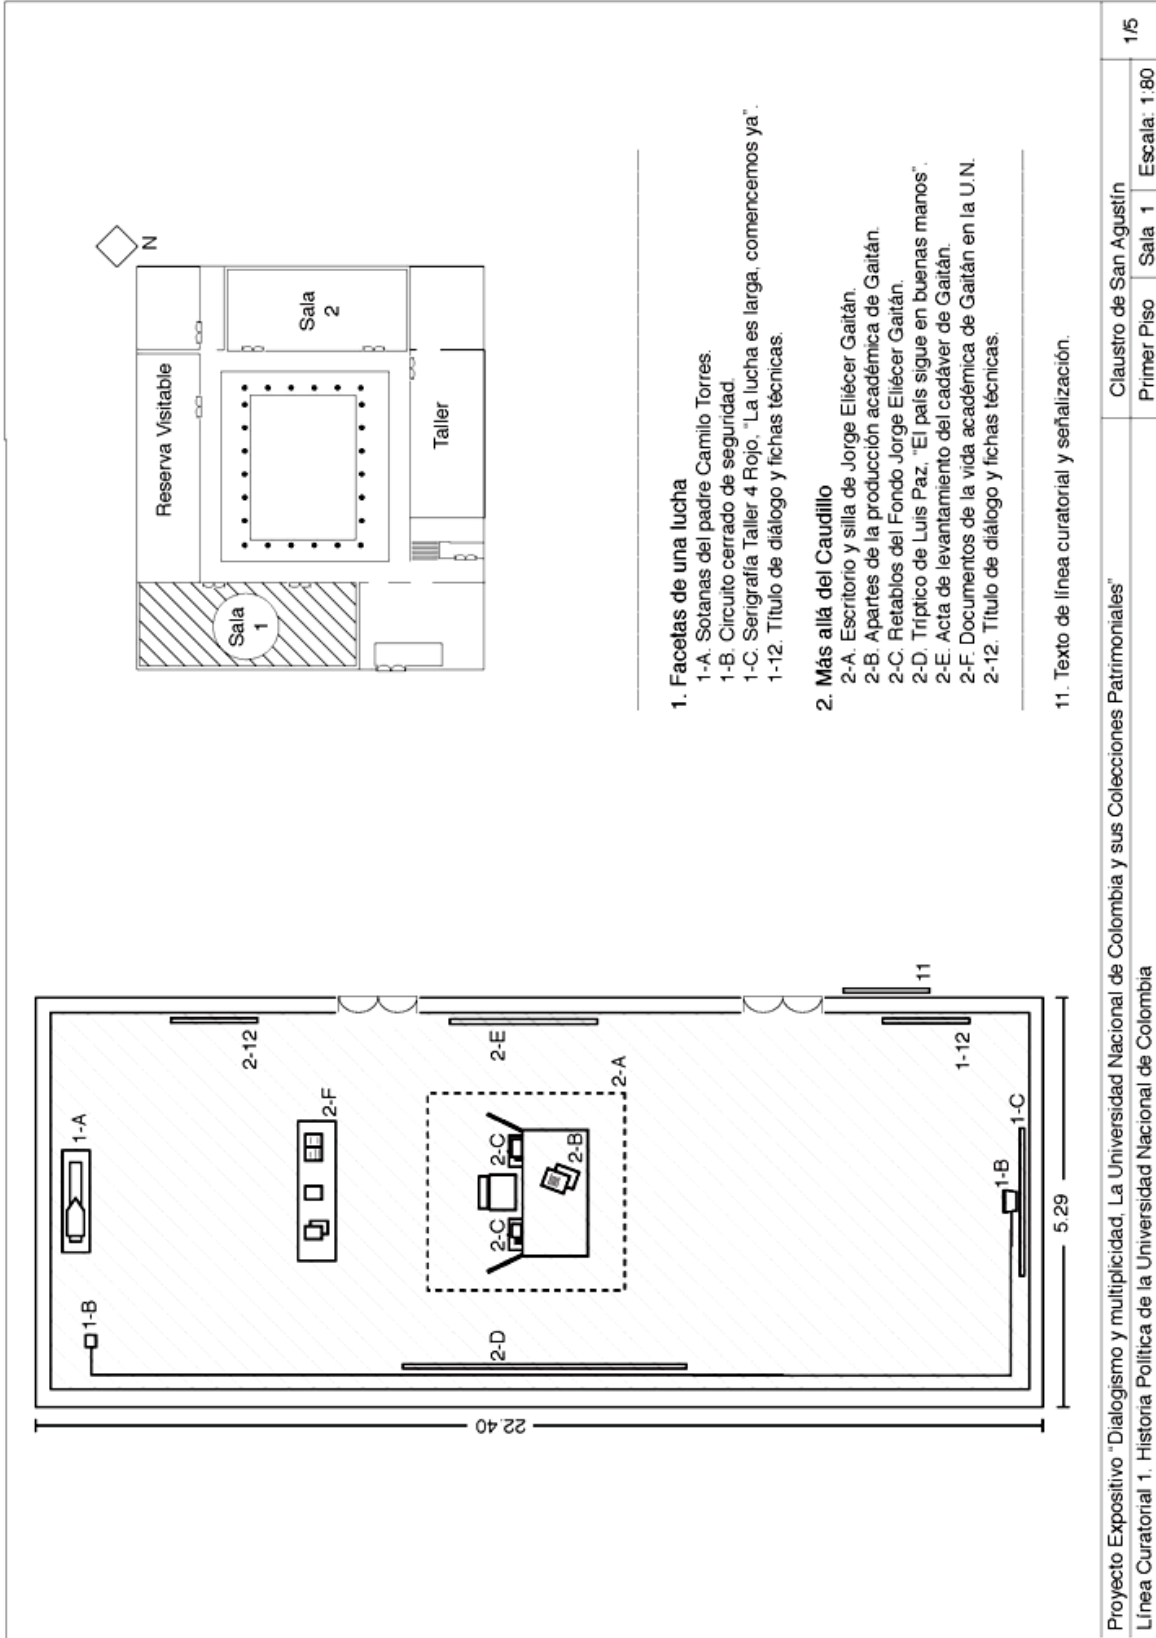 1-A
1-B
2-12
2-F
2-E
2-D
2-A
2-C
2-C
2-B
11
1-12
1-C
1-B
22.40
5.29
N
Reserva Visitable
Sala
1
Sala
2
Taller
1. Facetas de una lucha
1-A. Sotanas del padre Camilo Torres.
1-B. Circuito cerrado de seguridad.
1-C. Serigrafía Taller 4 Rojo, "La lucha es larga, comencemos ya".
1-12. Título de diálogo y fichas técnicas.
2. Más allá del Caudillo
2-A. Escritorio y silla de Jorge Eliécer Gaitán.
2-B. Apartes de la producción académica de Gaitán.
2-C. Retablos del Fondo Jorge Eliécer Gaitán.
2-D. Tríptico de Luis Paz, "El país sigue en buenas manos".
2-E. Acta de levantamiento del cadáver de Gaitán.
2-F. Documentos de la vida académica de Gaitán en la U.N.
2-12. Título de diálogo y fichas técnicas.
11. Texto de línea curatorial y señalización.
Proyecto Expositivo "Dialogismo y multiplicidad, La Universidad Nacional de Colombia y sus Colecciones Patrimoniales"
Línea Curatorial 1. Historia Política de la Universidad Nacional de Colombia
Claustro de San Agustín
Primer Piso
Sala 1
Escala: 1:80
1/5